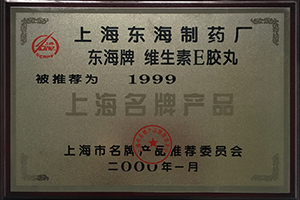 上海东海制药厂
东海牌 维生素E胶丸
被推荐为 1999
上海名牌产品
上海市名牌产品推荐委员会
二000年一月